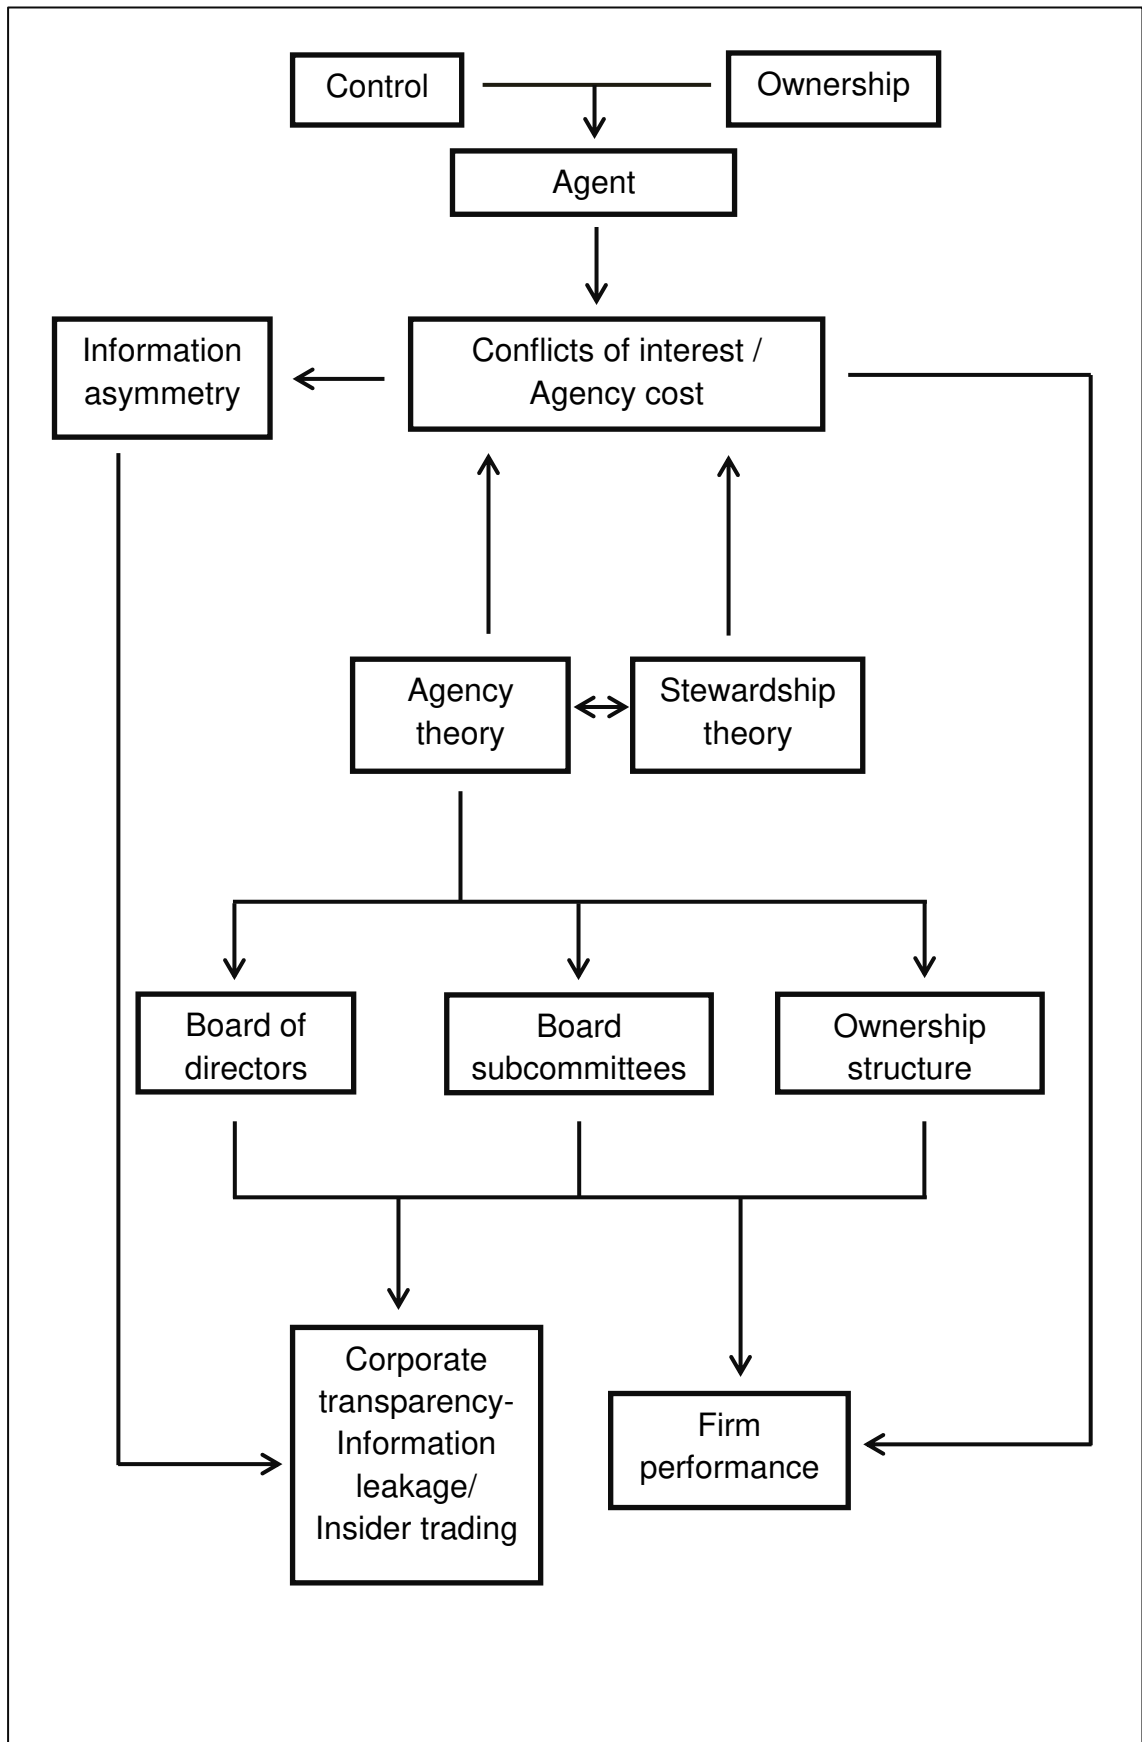 Control
Ownership
Agent
Information
asymmetry
Conflicts of interest /
Agency cost
Agency
theory
Stewardship
theory
Board of
directors
Board
subcommittees
Ownership
structure
Corporate
transparency-
Information
leakage/
Insider trading
Firm
performance